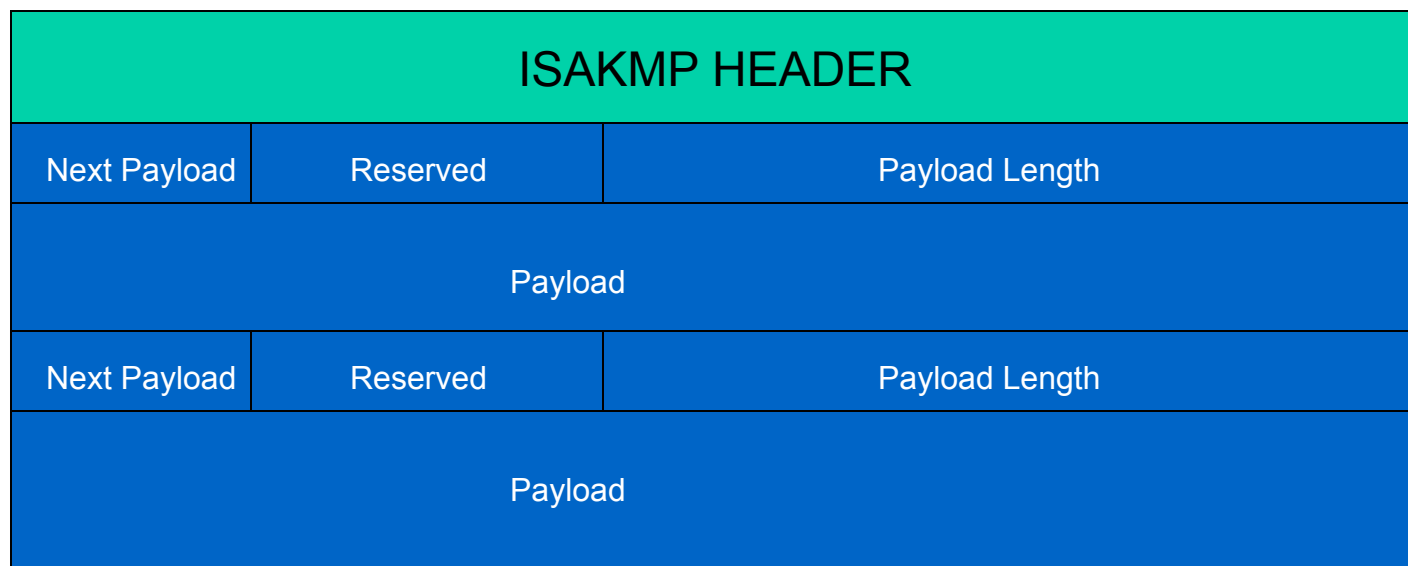 ISAKMP HEADER
Next Payload Reserved Payload Length
Payload
Next Payload Reserved Payload Length
Payload